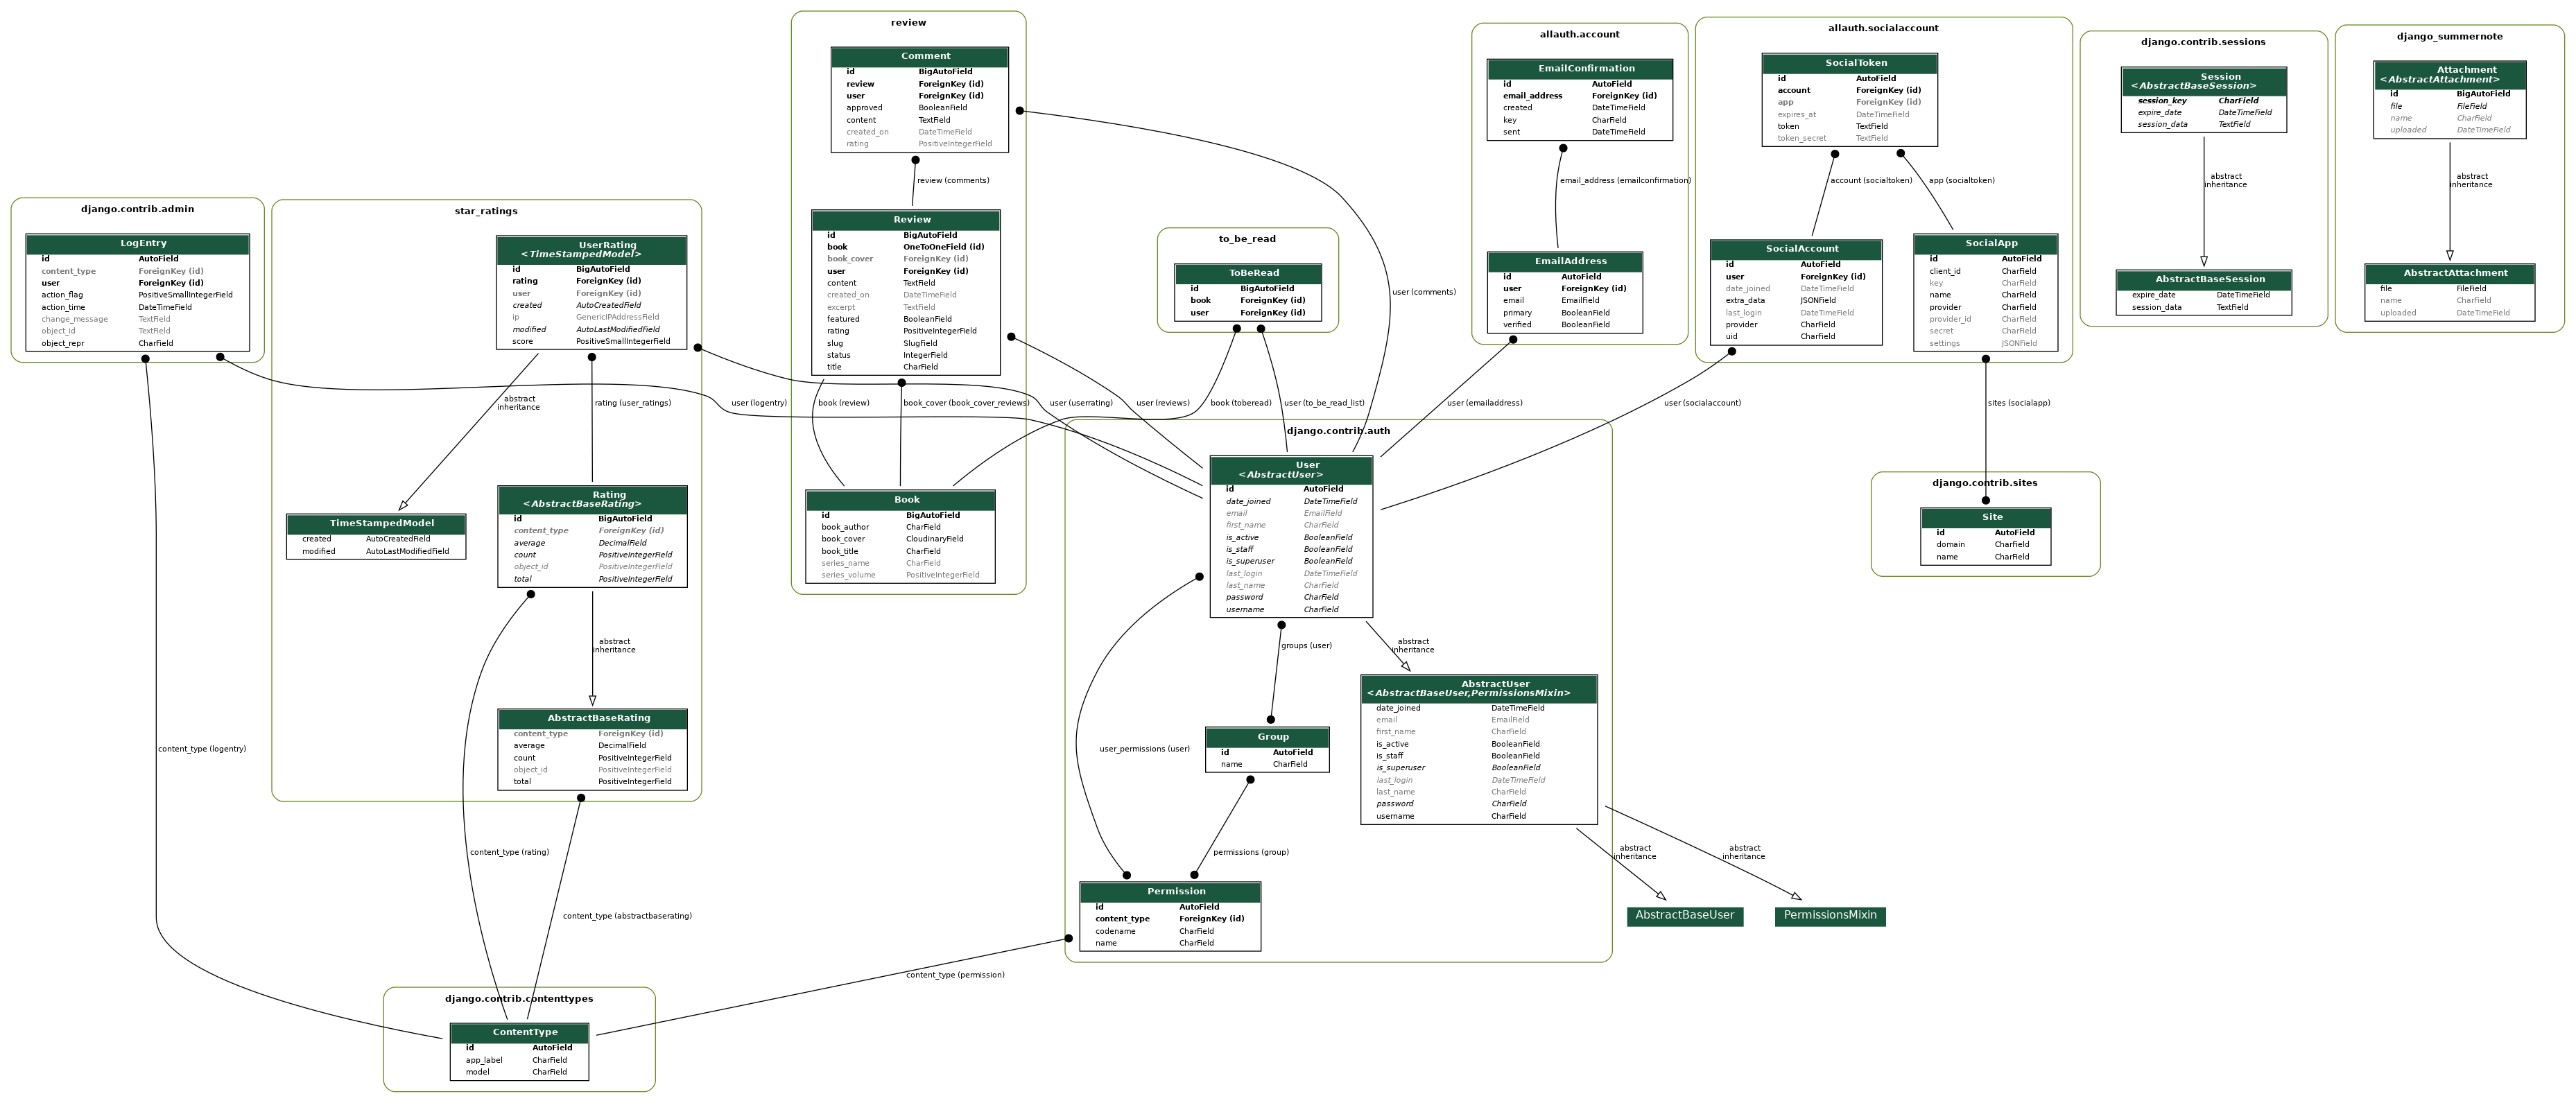 review
Comment
id BigAutoField
review ForeignKey (id)
user ForeignKey (id)
approved BooleanField
content TextField
created_on DateTimeField
rating PositiveIntegerField
review (comments)
Review
id BigAutoField
book OneToOneField (id)
book_cover ForeignKey (id)
user ForeignKey (id)
content TextField
created_on DateTimeField
excerpt TextField
featured BooleanField
rating PositiveIntegerField
slug SlugField
status IntegerField
title CharField
book (review)
book_cover (book_cover_reviews)
Book
id BigAutoField
book_author CharField
book_cover CloudinaryField
book_title CharField
series_name CharField
series_volume PositiveIntegerField
django.contrib.admin
LogEntry
id AutoField
content_type ForeignKey (id)
user ForeignKey (id)
action_flag PositiveSmallIntegerField
action_time DateTimeField
change_message TextField
object_id TextField
object_repr CharField
star_ratings
UserRating
<TimeStampedModel>
id BigAutoField
rating ForeignKey (id)
user ForeignKey (id)
created AutoCreatedField
ip GenericIPAddressField
modified AutoLastModifiedField
score PositiveSmallIntegerField
abstract
inheritance
rating (user_ratings)
TimeStampedModel
created AutoCreatedField
modified AutoLastModifiedField
Rating
<AbstractBaseRating>
id BigAutoField
content_type ForeignKey (id)
average DecimalField
count PositiveIntegerField
object_id PositiveIntegerField
total PositiveIntegerField
abstract
inheritance
AbstractBaseRating
content_type ForeignKey (id)
average DecimalField
count PositiveIntegerField
object_id PositiveIntegerField
total PositiveIntegerField
content_type (logentry)
content_type (rating)
content_type (abstractbaserating)
content_type (permission)
django.contrib.contenttypes
ContentType
id AutoField
app_label CharField
model CharField
to_be_read
ToBeRead
id BigAutoField
book ForeignKey (id)
user ForeignKey (id)
user (logentry)
user (userrating)
user (reviews)
book (toberead)
user (to_be_read_list)
user (comments)
user (emailaddress)
user (socialaccount)
sites (socialapp)
allauth.account
EmailConfirmation
id AutoField
email_address ForeignKey (id)
created DateTimeField
key CharField
sent DateTimeField
email_address (emailconfirmation)
EmailAddress
id AutoField
user ForeignKey (id)
email EmailField
primary BooleanField
verified BooleanField
allauth.socialaccount
SocialToken
id AutoField
account ForeignKey (id)
app ForeignKey (id)
expires_at DateTimeField
token TextField
token_secret TextField
account (socialtoken)
app (socialtoken)
SocialAccount
id AutoField
user ForeignKey (id)
date_joined DateTimeField
extra_data JSONField
last_login DateTimeField
provider CharField
uid CharField
SocialApp
id AutoField
client_id CharField
key CharField
name CharField
provider CharField
provider_id CharField
secret CharField
settings JSONField
django.contrib.sessions
Session
<AbstractBaseSession>
session_key CharField
expire_date DateTimeField
session_data TextField
abstract
inheritance
AbstractBaseSession
expire_date DateTimeField
session_data TextField
django_summernote
Attachment
<AbstractAttachment>
id BigAutoField
file FileField
name CharField
uploaded DateTimeField
abstract
inheritance
AbstractAttachment
file FileField
name CharField
uploaded DateTimeField
django.contrib.auth
User
<AbstractUser>
id AutoField
date_joined DateTimeField
email EmailField
first_name CharField
is_active BooleanField
is_staff BooleanField
is_superuser BooleanField
last_login DateTimeField
last_name CharField
password CharField
username CharField
groups (user)
abstract
inheritance
user_permissions (user)
Group
id AutoField
name CharField
permissions (group)
AbstractUser
<AbstractBaseUser,PermissionsMixin>
date_joined DateTimeField
email EmailField
first_name CharField
is_active BooleanField
is_staff BooleanField
is_superuser BooleanField
last_login DateTimeField
last_name CharField
password CharField
username CharField
Permission
id AutoField
content_type ForeignKey (id)
codename CharField
name CharField
abstract
inheritance
abstract
inheritance
AbstractBaseUser
PermissionsMixin
django.contrib.sites
Site
id AutoField
domain CharField
name CharField